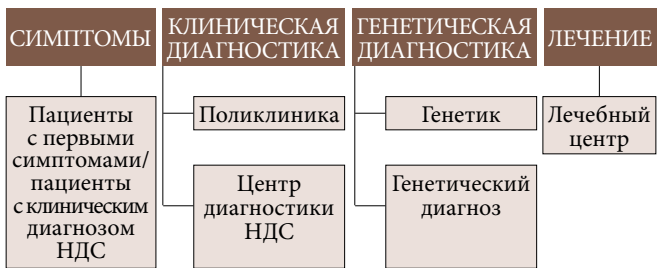 СИМПТОМЫ
КЛИНИЧЕСКАЯ
ДИАГНОСТИКА
ГЕНЕТИЧЕСКАЯ
ДИАГНОСТИКА
ЛЕЧЕНИЕ
Пациенты
с первыми
симптомами/
пациенты
с клиническим
диагнозом
НДС
Поликлиника
Центр
диагностики
НДС
Генетик
Генетический
диагноз
Лечебный
центр